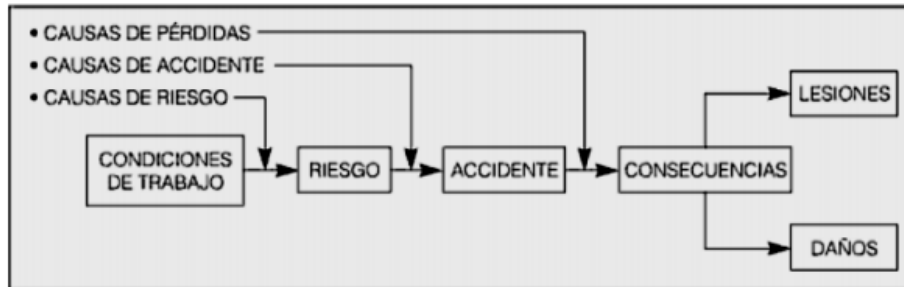 • CAUSAS DE PÉRDIDAS
• CAUSAS DE ACCIDENTE
• CAUSAS DE RIESGO
CONDICIONES
DE TRABAJO
RIESGO
ACCIDENTE
CONSECUENCIAS
LESIONES
DAÑOS